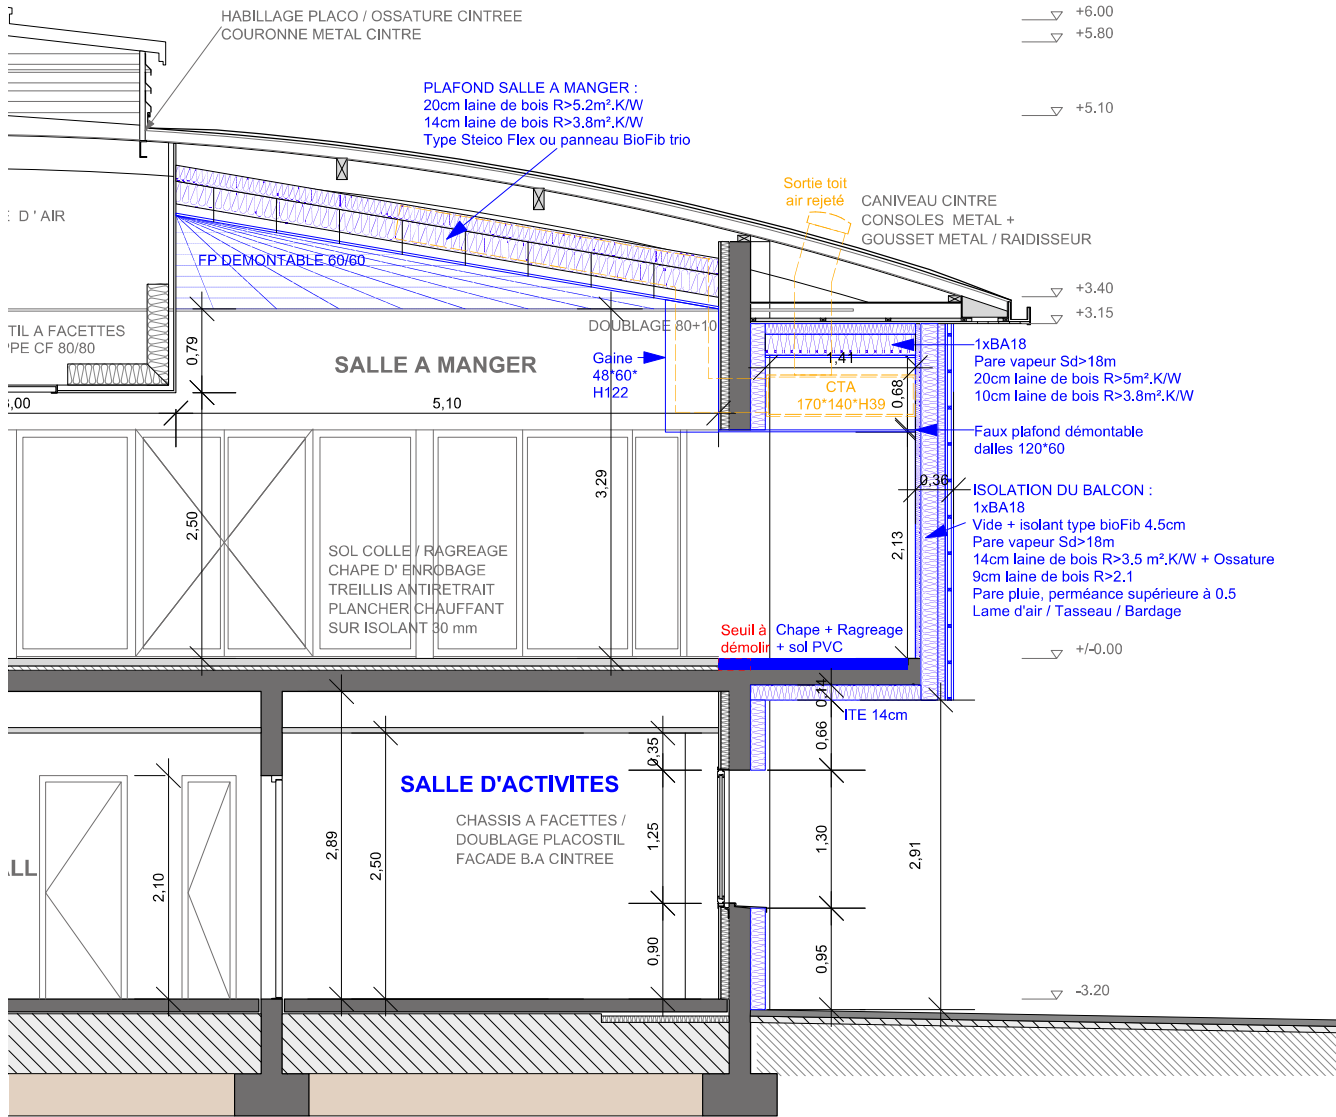 HABILLAGE PLACO / OSSATURE CINTREE
COURONNE METAL CINTRE
+6.00
+5.80
+5.10
PLAFOND SALLE A MANGER :
20cm laine de bois R>5.2m².K/W
14cm laine de bois R>3.8m².K/W
Type Steico Flex ou panneau BioFib trio
Sortie toit
air rejeté
CANIVEAU CINTRE
CONSOLES METAL +
GOUSSET METAL / RAIDISSEUR
D'AIR
FP DEMONTABLE 60/60
+3.40
+3.15
TIL A FACETTES
PPE CF 80/80
0,79
DOUBLAGE 80+10
SALLE A MANGER
Gaine
48*60*
H122
1,41
CTA
170*140*H39
0,68
1xBA18
Pare vapeur Sd>18m
20cm laine de bois R>5m².K/W
10cm laine de bois R>3.8m².K/W
,00
5,10
Faux plafond démontable
dalles 120*60
2,50
3,29
0,36
2,13
ISOLATION DU BALCON :
1xBA18
Vide + isolant type bioFib 4.5cm
Pare vapeur Sd>18m
14cm laine de bois R>3.5 m².K/W + Ossature
9cm laine de bois R>2.1
Pare pluie, perméance supérieure à 0.5
Lame d'air / Tasseau / Bardage
SOL COLLE / RAGREAGE
CHAPE D' ENROBAGE
TREILLIS ANTIRETRAIT
PLANCHER CHAUFFANT
SUR ISOLANT 30 mm
Seuil à
démolir
Chape + Ragreage
+ sol PVC
+/-0.00
0,14
ITE 14cm
0,66
0,35
SALLE D'ACTIVITES
CHASSIS A FACETTES /
DOUBLAGE PLACOSTIL
FACADE B.A CINTREE
2,89
2,50
1,25
1,30
2,91
ALL
2,10
0,90
0,95
-3.20